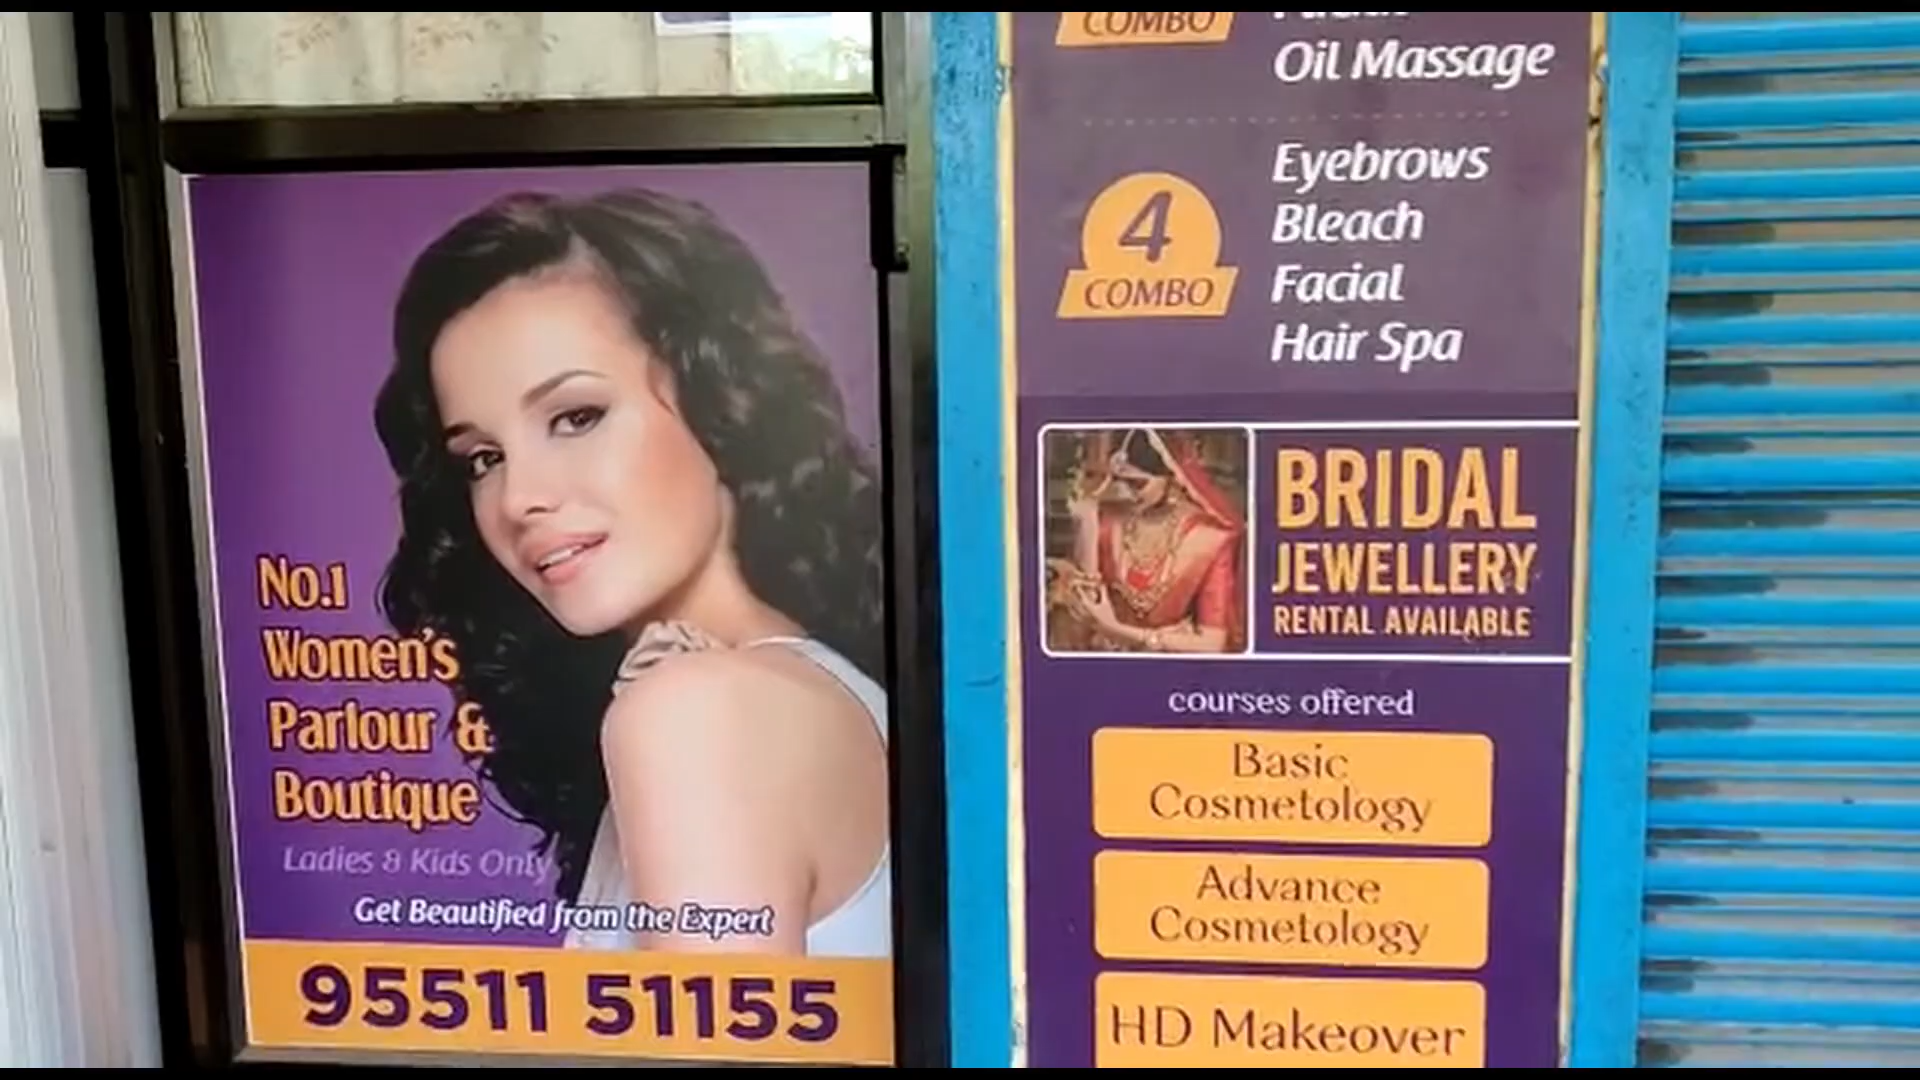 No.1
Women's
Parlour &
Boutique
Ladies & Kids Only
Get Beautified from the Expert
95511 51155
COMBO
Oil Massage
4
COMBO
Eyebrows
Bleach
Facial
Hair Spa
BRIDAL
JEWELLERY
RENTAL AVAILABLE
courses offered
Basic
Cosmetology
Advance
Cosmetology
HD Makeover